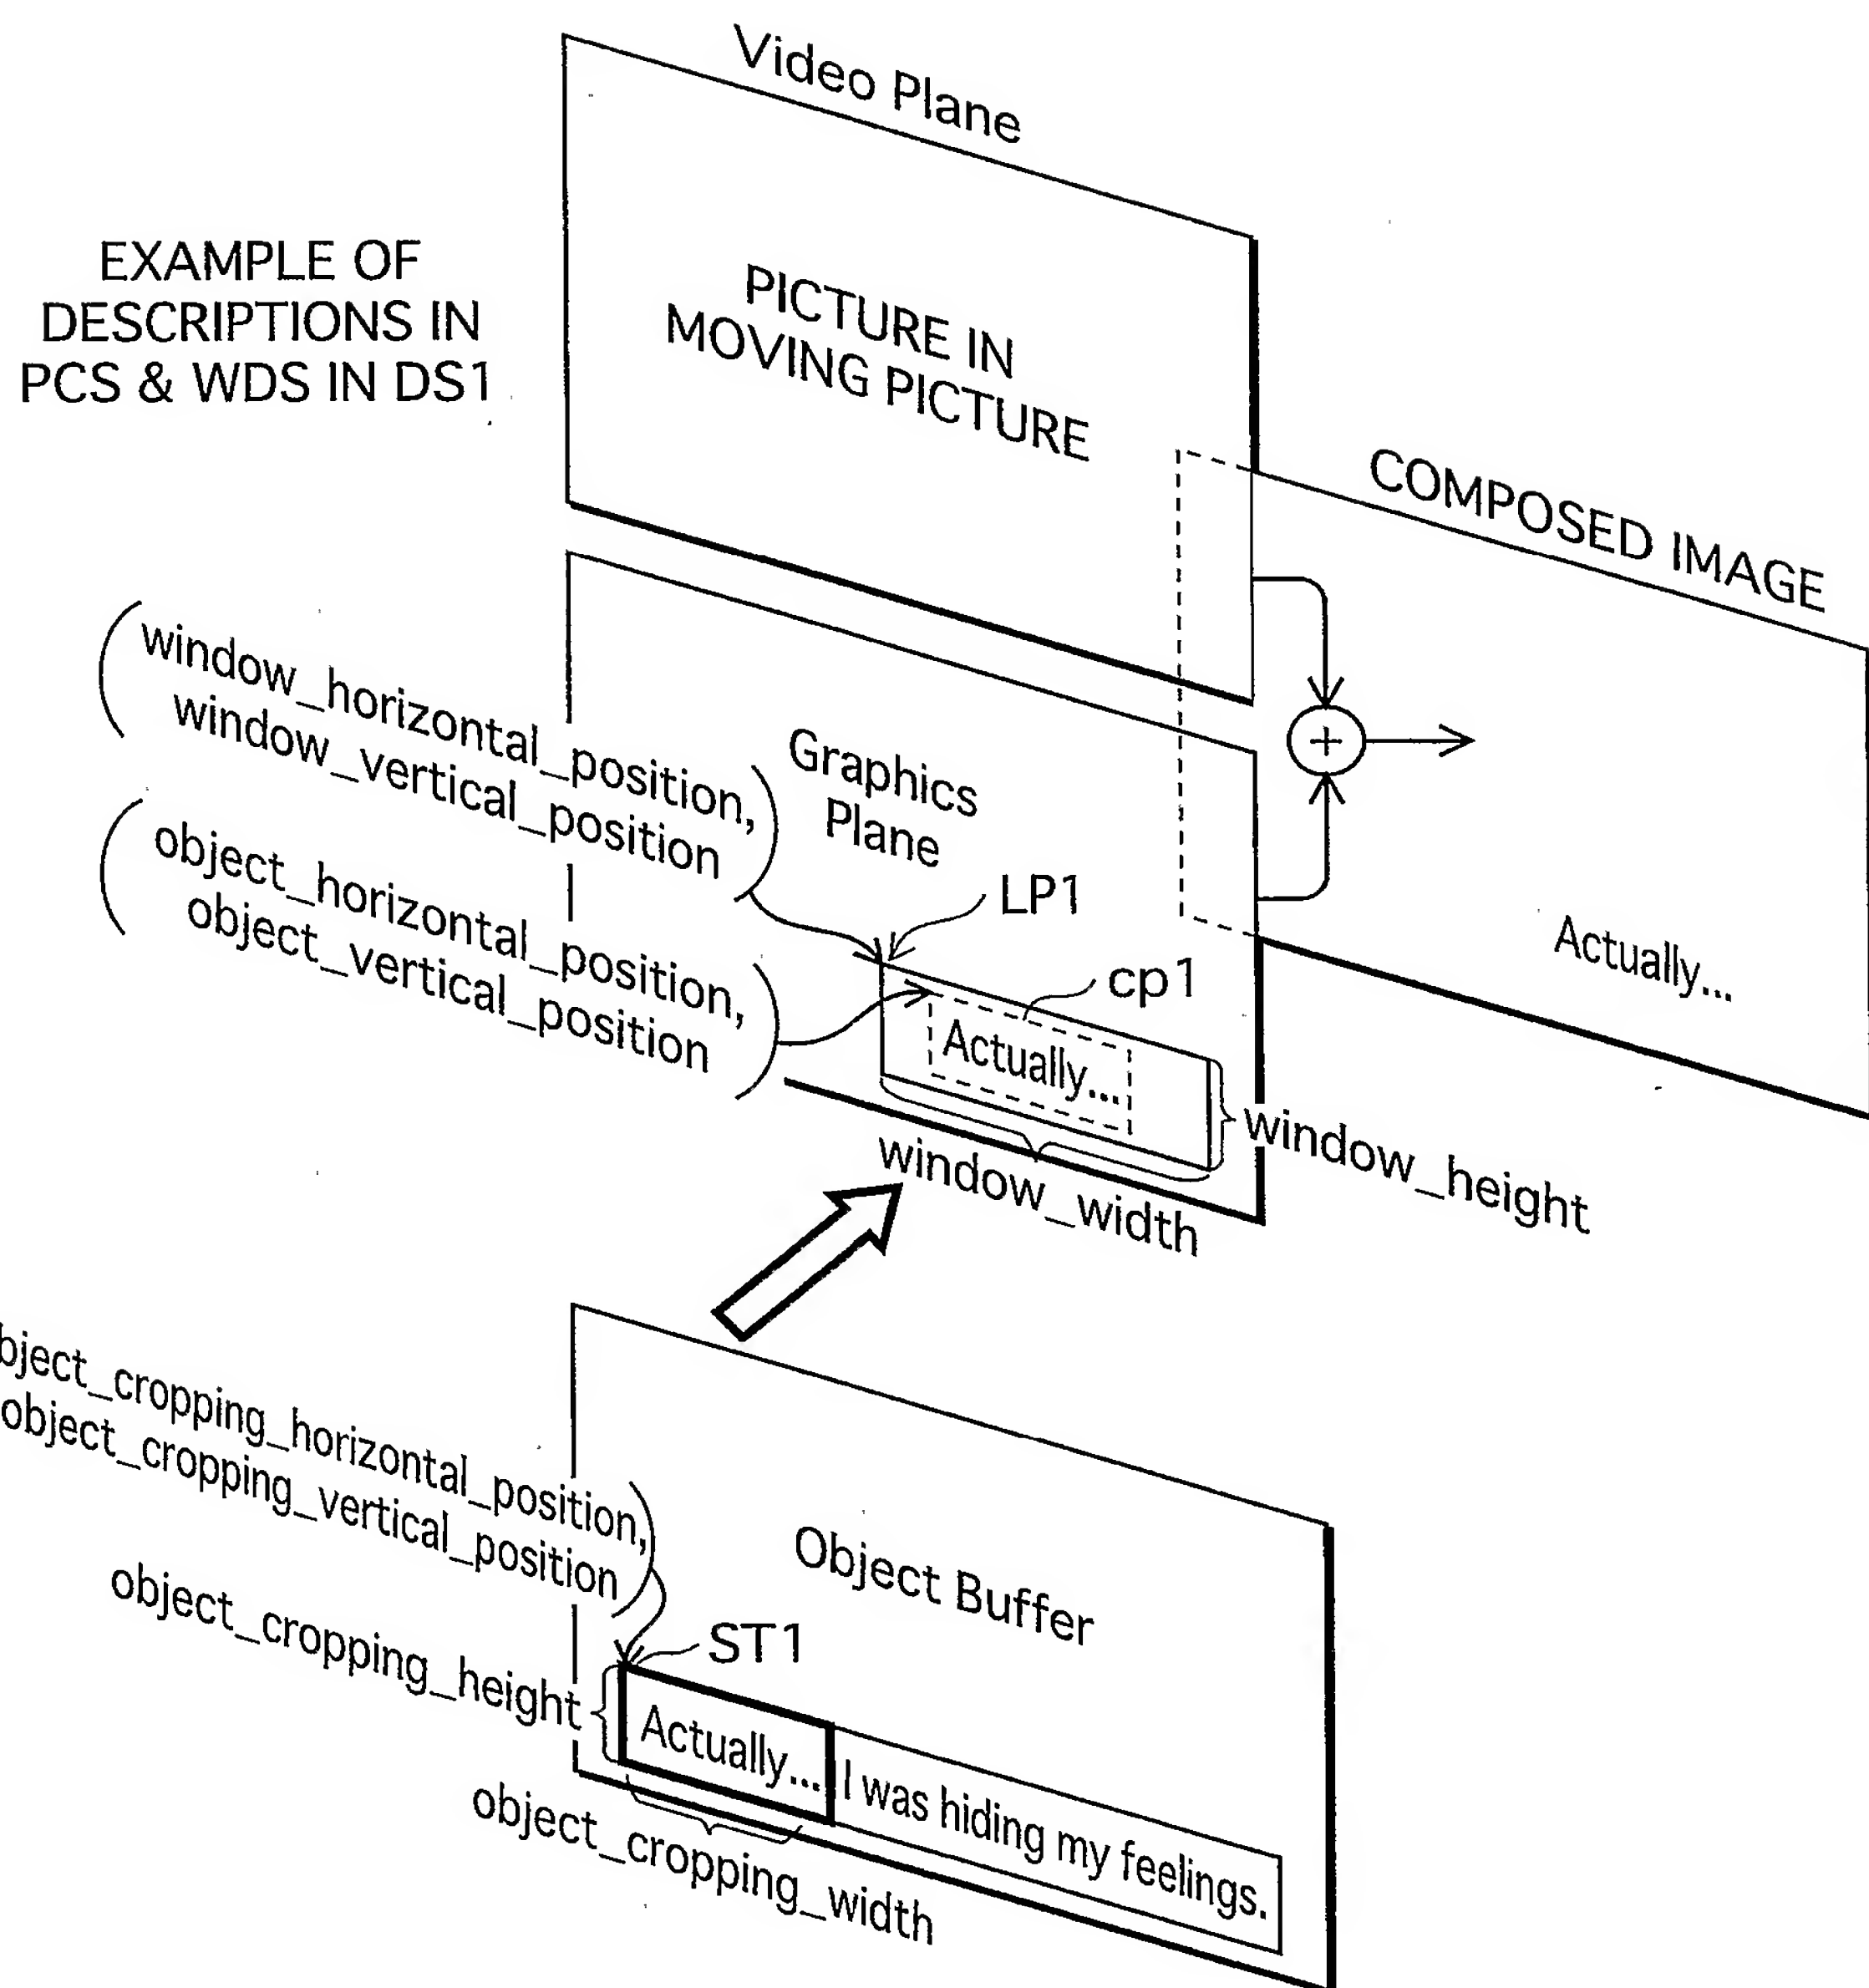 Video Plane
EXAMPLE OF
DESCRIPTIONS IN
PCS & WDS IN DS1
PICTURE IN
MOVING PICTURE
COMPOSED IMAGE
Actually...
(window_horizontal_position,
window_vertical_position)
Graphics
Plane
(object_horizontal_position,
object_vertical_position)
LP1
cp1
Actually...
window_height
window_width
bject_cropping_horizontal_position,
object_cropping_vertical_position)
Object Buffer
object_cropping_height
ST1
Actually... I was hiding my feelings.
object_cropping_width